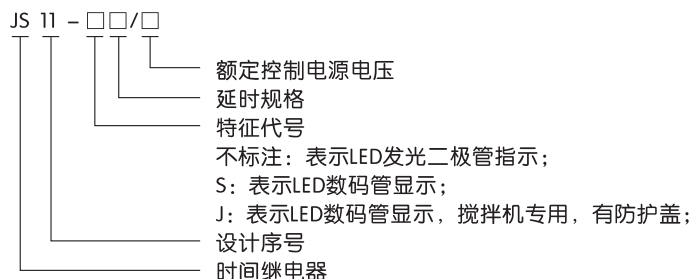 JS 11 - □□/□
额定控制电源电压
延时规格
特征代号
不标注：表示LED发光二极管指示；
S：表示LED数码管显示；
J：表示LED数码管显示，搅拌机专用，有防护盖；
设计序号
时间继电器